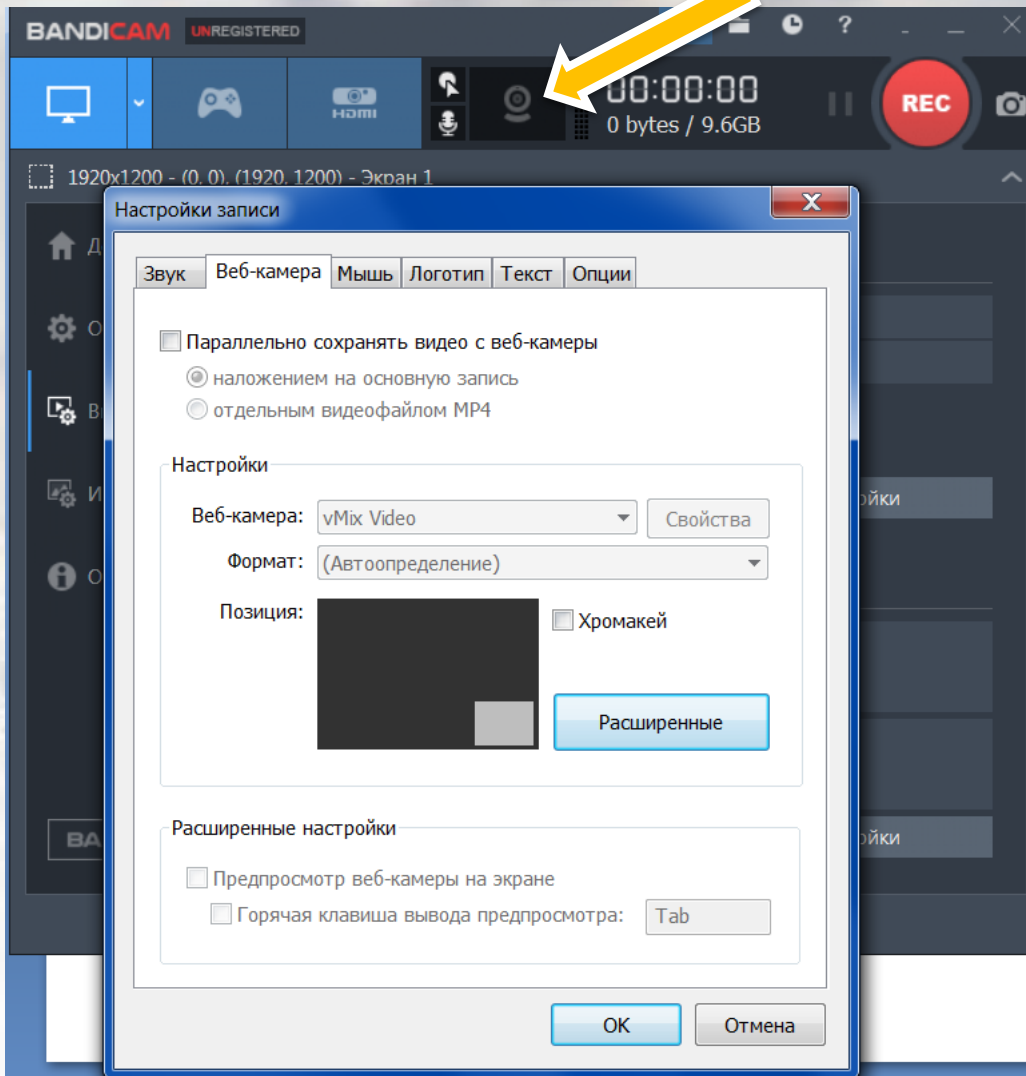 BANDICAM UNREGISTERED
?
HDMI
00:00:00
0 bytes / 9.6GB
REC
1920x1200 - (0, 0), (1920, 1200) - Экран 1
Настройки записи
X
Д
О
В
И
О
Звук Веб-камера Мышь Логотип Текст Опции
Параллельно сохранять видео с веб-камеры
наложением на основную запись
отдельным видеофайлом MP4
Настройки
Веб-камера: vMix Video Свойства
Формат: (Автоопределение)
Позиция:
Хромакей
Расширенные
ойки
Расширенные настройки
BA
ойки
Предпросмотр веб-камеры на экране
Горячая клавиша вывода предпросмотра: Tab
OK Отмена